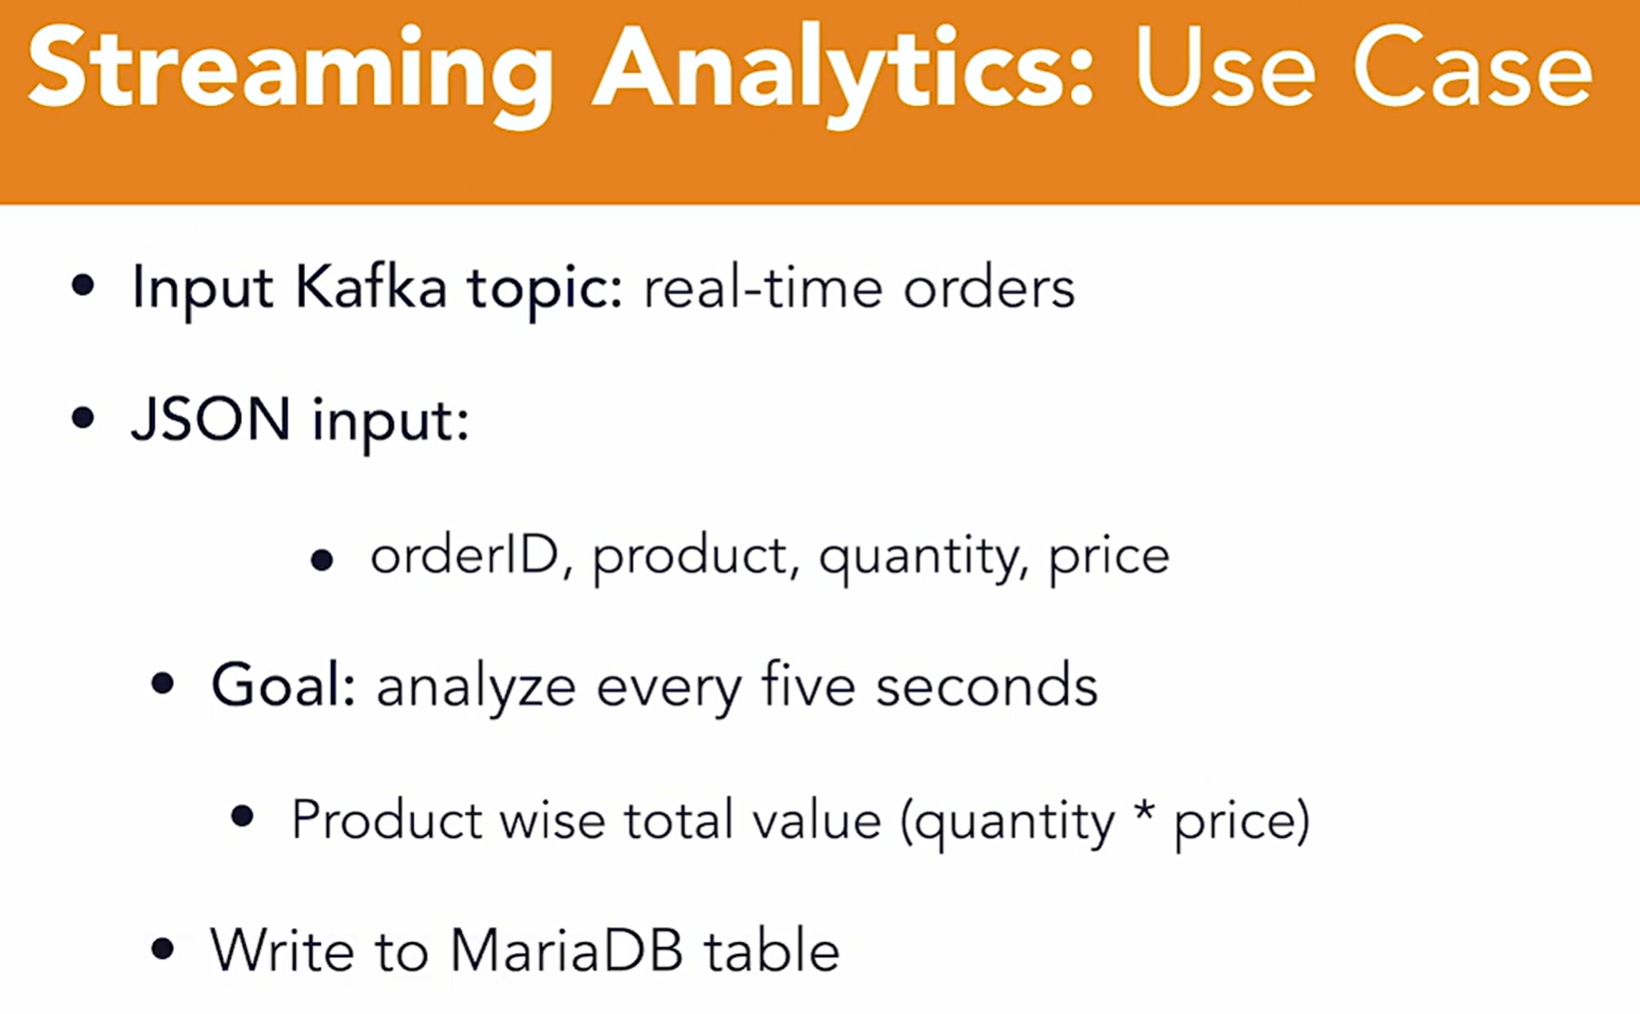 Streaming Analytics: Use Case
• Input Kafka topic: real-time orders
• JSON input:
• orderID, product, quantity, price
• Goal: analyze every five seconds
• Product wise total value (quantity * price)
• Write to MariaDB table